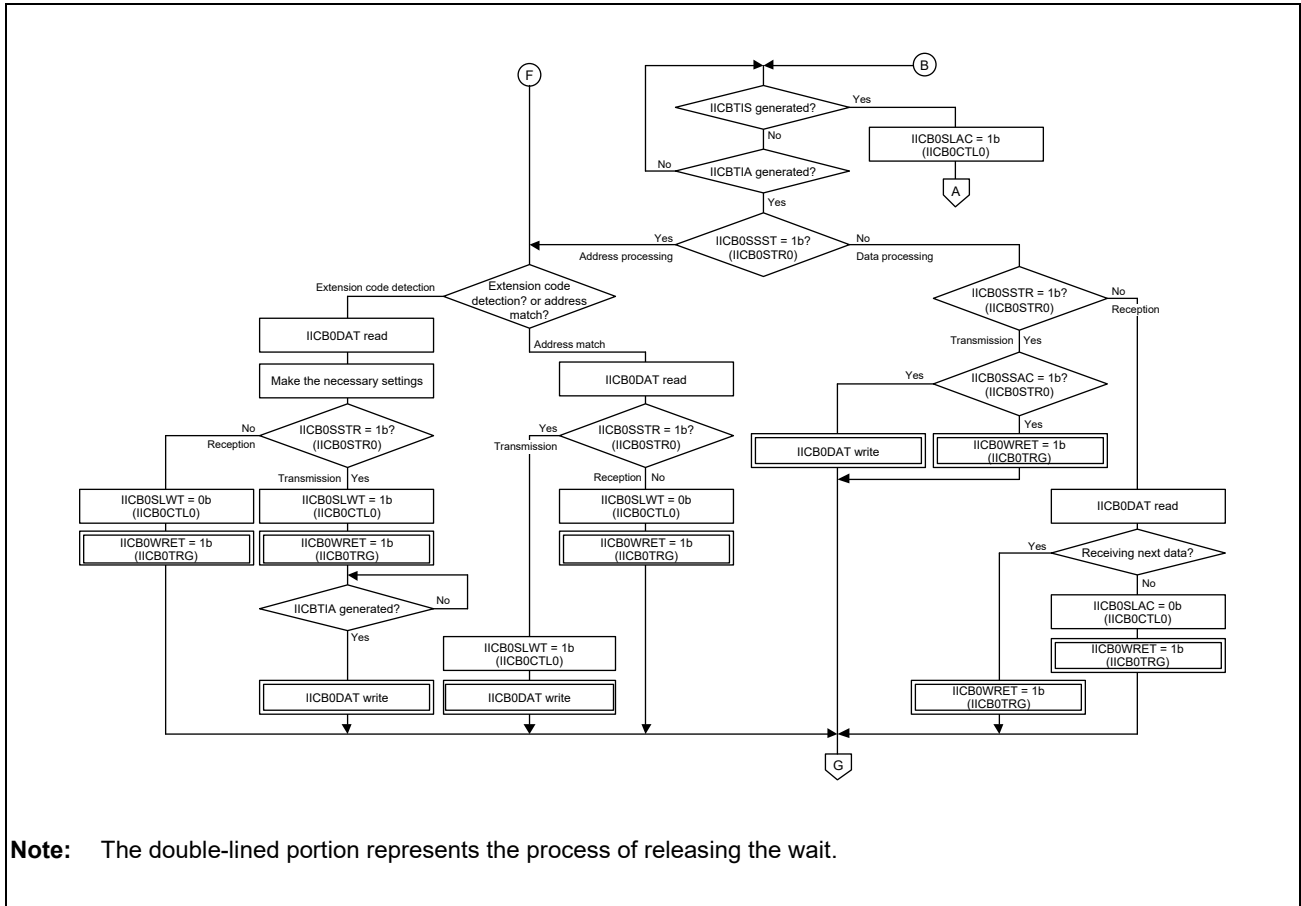 F
B
IICBTIS generated?
Yes
No
IICB0SLAC = 1b
(IICB0CTL0)
A
IICBTIA generated?
No
Yes
IICB0SSST = 1b?
(IICB0STR0)
Yes
Address processing
No
Data processing
Extension code
detection? or address
match?
Extension code detection
Address match
IICB0DAT read
Make the necessary settings
IICB0SSTR = 1b?
(IICB0STR0)
No
Reception
Transmission
Yes
IICB0SLWT = 0b
(IICB0CTL0)
IICB0WRET = 1b
(IICB0TRG)
IICB0SLWT = 1b
(IICB0CTL0)
IICB0WRET = 1b
(IICB0TRG)
IICBTIA generated?
No
Yes
IICB0DAT write
IICB0DAT read
IICB0SSTR = 1b?
(IICB0STR0)
Yes
Transmission
Reception
No
IICB0SLWT = 0b
(IICB0CTL0)
IICB0WRET = 1b
(IICB0TRG)
IICB0SLWT = 1b
(IICB0CTL0)
IICB0DAT write
IICB0SSTR = 1b?
(IICB0STR0)
No
Reception
Transmission
Yes
IICB0SSAC = 1b?
(IICB0STR0)
Yes
Yes
IICB0DAT write
IICB0WRET = 1b
(IICB0TRG)
IICB0DAT read
Receiving next data?
Yes
No
IICB0SLAC = 0b
(IICB0CTL0)
IICB0WRET = 1b
(IICB0TRG)
IICB0WRET = 1b
(IICB0TRG)
G
Note: The double-lined portion represents the process of releasing the wait.